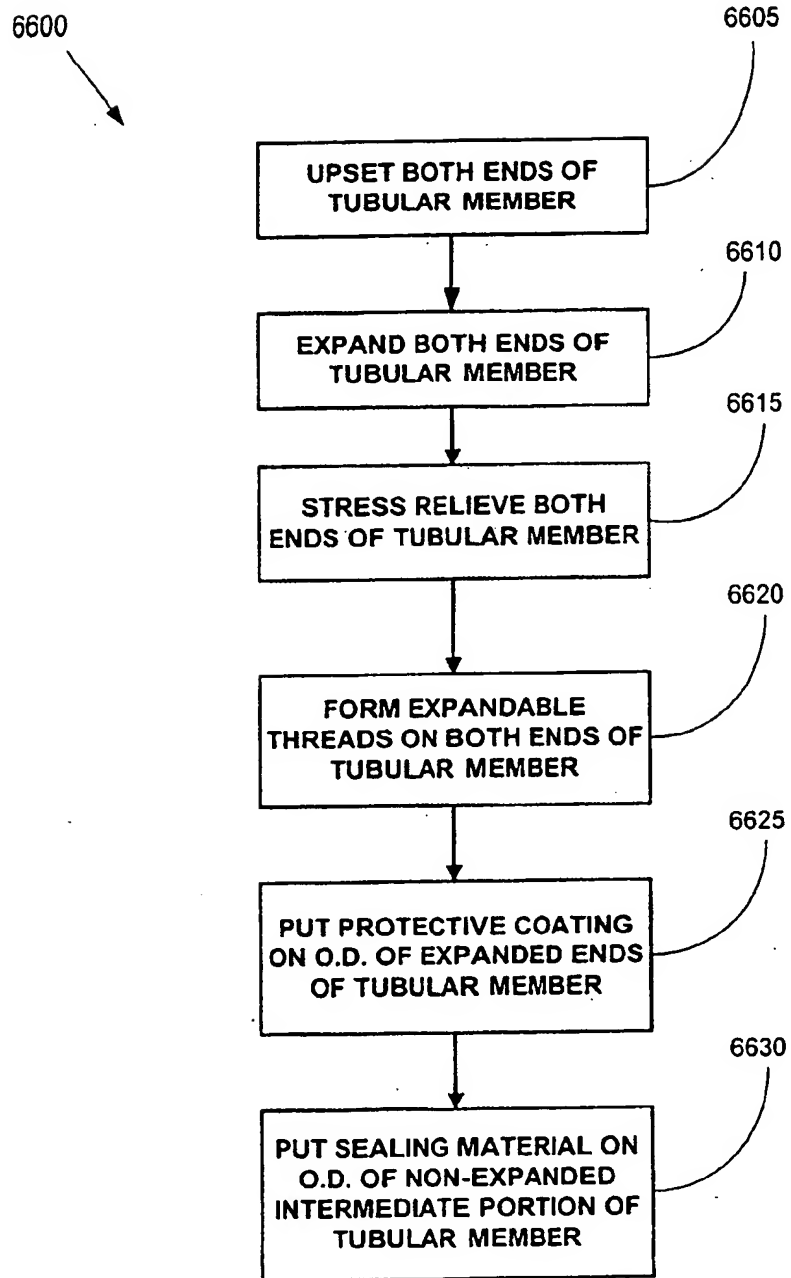 6600
6605
UPSET BOTH ENDS OF
TUBULAR MEMBER
6610
EXPAND BOTH ENDS OF
TUBULAR MEMBER
6615
STRESS RELIEVE BOTH
ENDS OF TUBULAR MEMBER
6620
FORM EXPANDABLE
THREADS ON BOTH ENDS OF
TUBULAR MEMBER
6625
PUT PROTECTIVE COATING
ON O.D. OF EXPANDED ENDS
OF TUBULAR MEMBER
6630
PUT SEALING MATERIAL ON
O.D. OF NON-EXPANDED
INTERMEDIATE PORTION OF
TUBULAR MEMBER